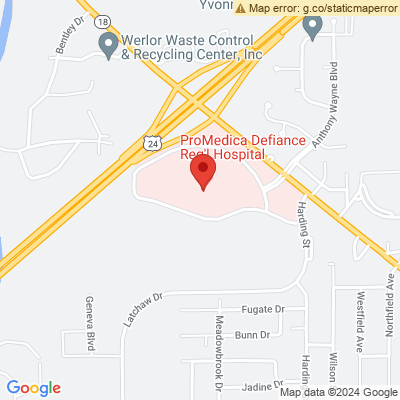 Yvonn
Map error: g.co/staticmaperror
Bentley Dr
18
Werlor Waste Control
& Recycling Center, Inc
Anthony Wayne Blvd
24
ProMedica Defiance
Reg'l Hospital
Harding St
Latchaw Dr
Geneva Blvd
Fugate Dr
Meadowbrook Dr
Bunn Dr
Jadine Dr
Hardin
Wilson
Westfield Ave
Northfield Ave
Google
Map data ©2024 Google